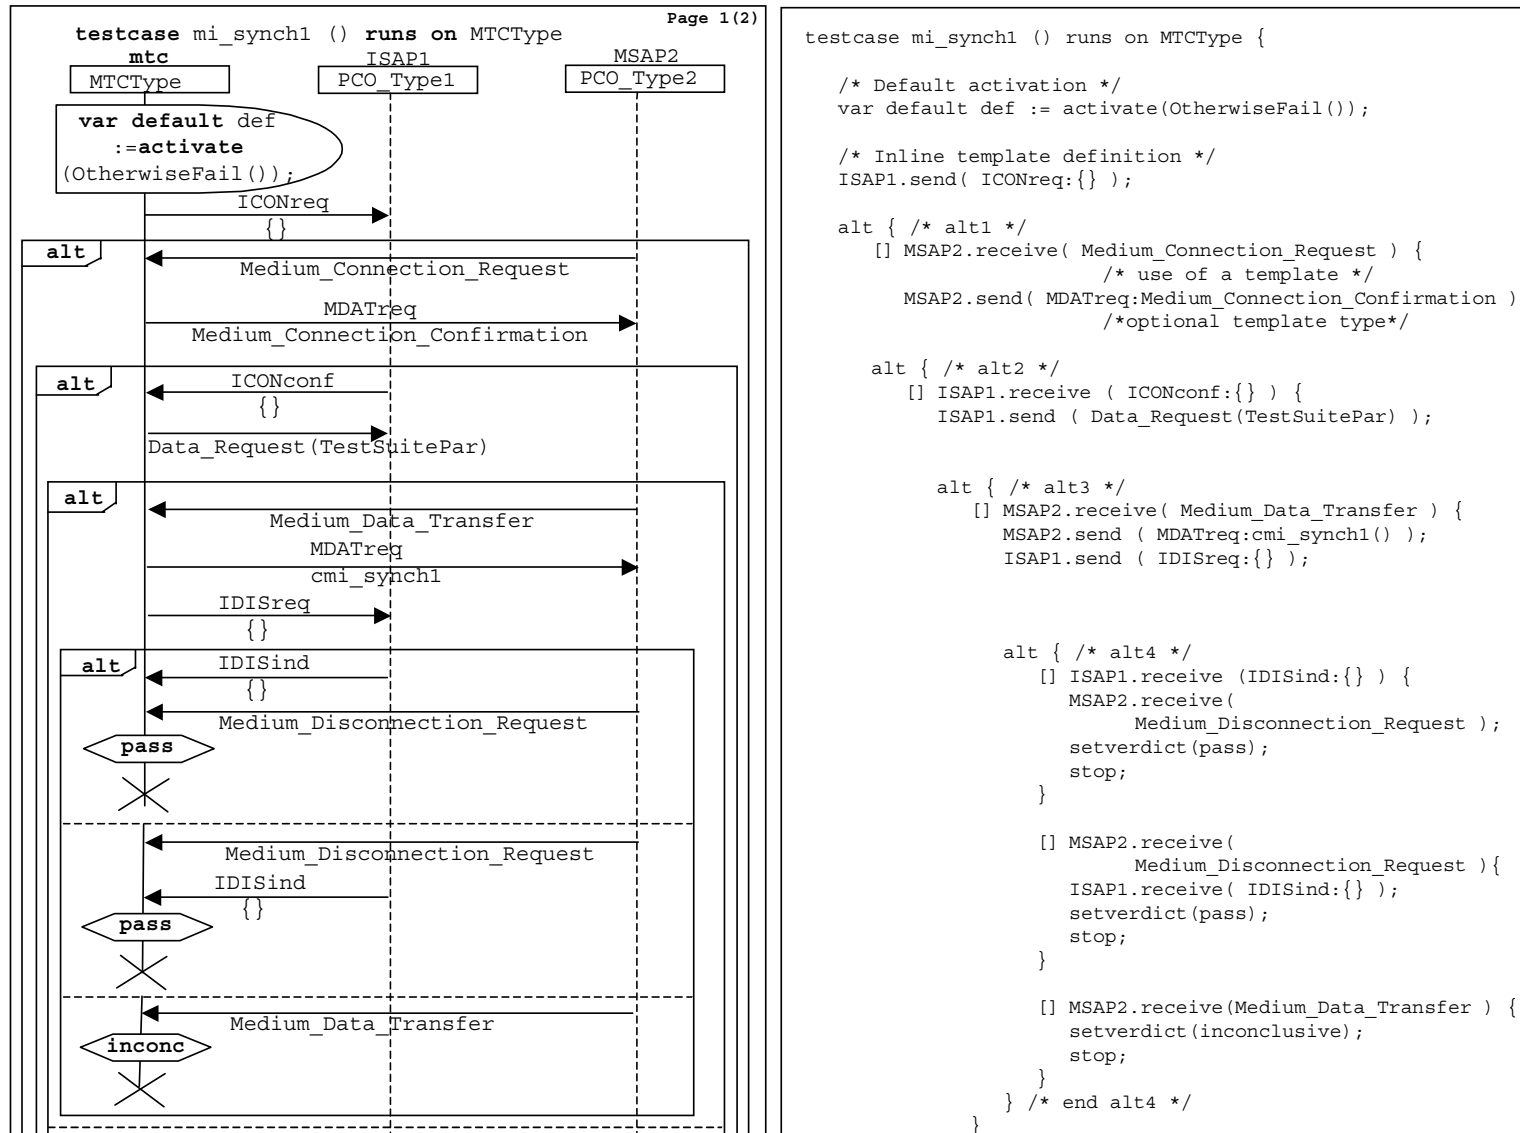 Page 1(2)
testcase mi_synch1 () runs on MTCType
mtc ISAP1 MSAP2
MTCType PCO_Type1 PCO_Type2
var default def
:=activate
(OtherwiseFail());
ICONreq
{}
alt
Medium_Connection_Request
MDATreq
Medium_Connection_Confirmation
alt
ICONconf
{}
Data_Request(TestSuitePar)
alt
Medium_Data_Transfer
MDATreq
cmi_synch1
IDISreq
{}
alt
IDISind
{}
Medium_Disconnection_Request
pass
Medium_Disconnection_Request
IDISind
{}
pass
Medium_Data_Transfer
inconc
testcase mi_synch1 () runs on MTCType {
/* Default activation */
var default def := activate(OtherwiseFail());
/* Inline template definition */
ISAP1.send( ICONreq:{} );
alt { /* alt1 */
[] MSAP2.receive( Medium_Connection_Request ) {
/* use of a template */
MSAP2.send( MDATreq:Medium_Connection_Confirmation )
/*optional template type*/
alt { /* alt2 */
[] ISAP1.receive ( ICONconf:{} ) {
ISAP1.send ( Data_Request(TestSuitePar) );
alt { /* alt3 */
[] MSAP2.receive( Medium_Data_Transfer ) {
MSAP2.send ( MDATreq:cmi_synch1() );
ISAP1.send ( IDISreq:{} );
alt { /* alt4 */
[] ISAP1.receive (IDISind:{} ) {
MSAP2.receive(
Medium_Disconnection_Request );
setverdict(pass);
stop;
}
[] MSAP2.receive(
Medium_Disconnection_Request ){
ISAP1.receive( IDISind:{} );
setverdict(pass);
stop;
}
[] MSAP2.receive(Medium_Data_Transfer ) {
setverdict(inconclusive);
stop;
}
} /* end alt4 */
}